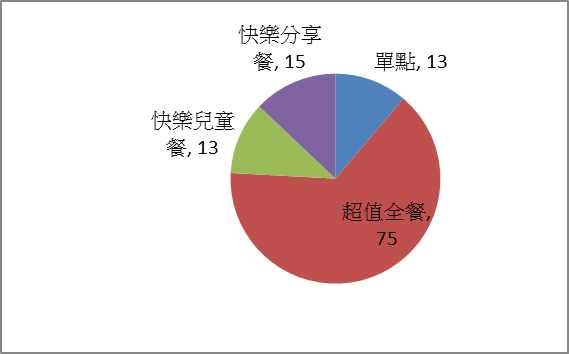 快樂分享
餐, 15
單點, 13
快樂兒童
餐, 13
超值全餐,
75